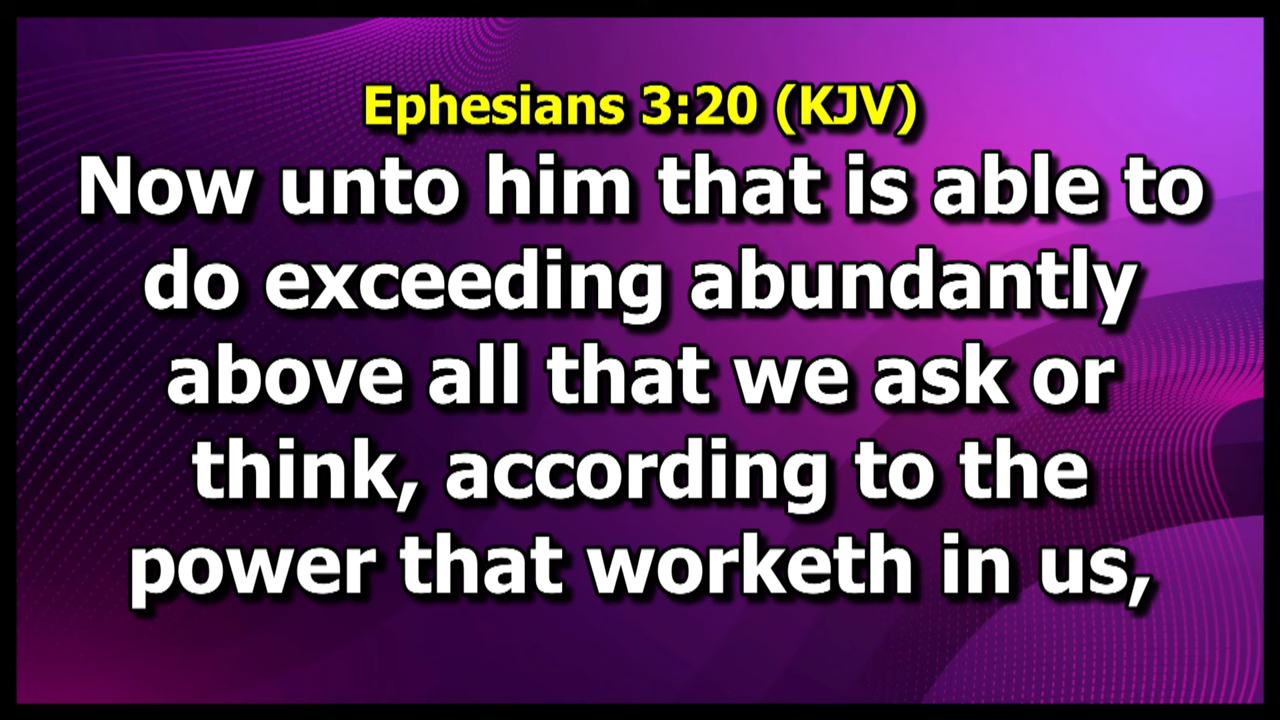 Ephesians 3:20 (KJV)
Now unto him that is able to
do exceeding abundantly
above all that we ask or
think, according to the
power that worketh in us,